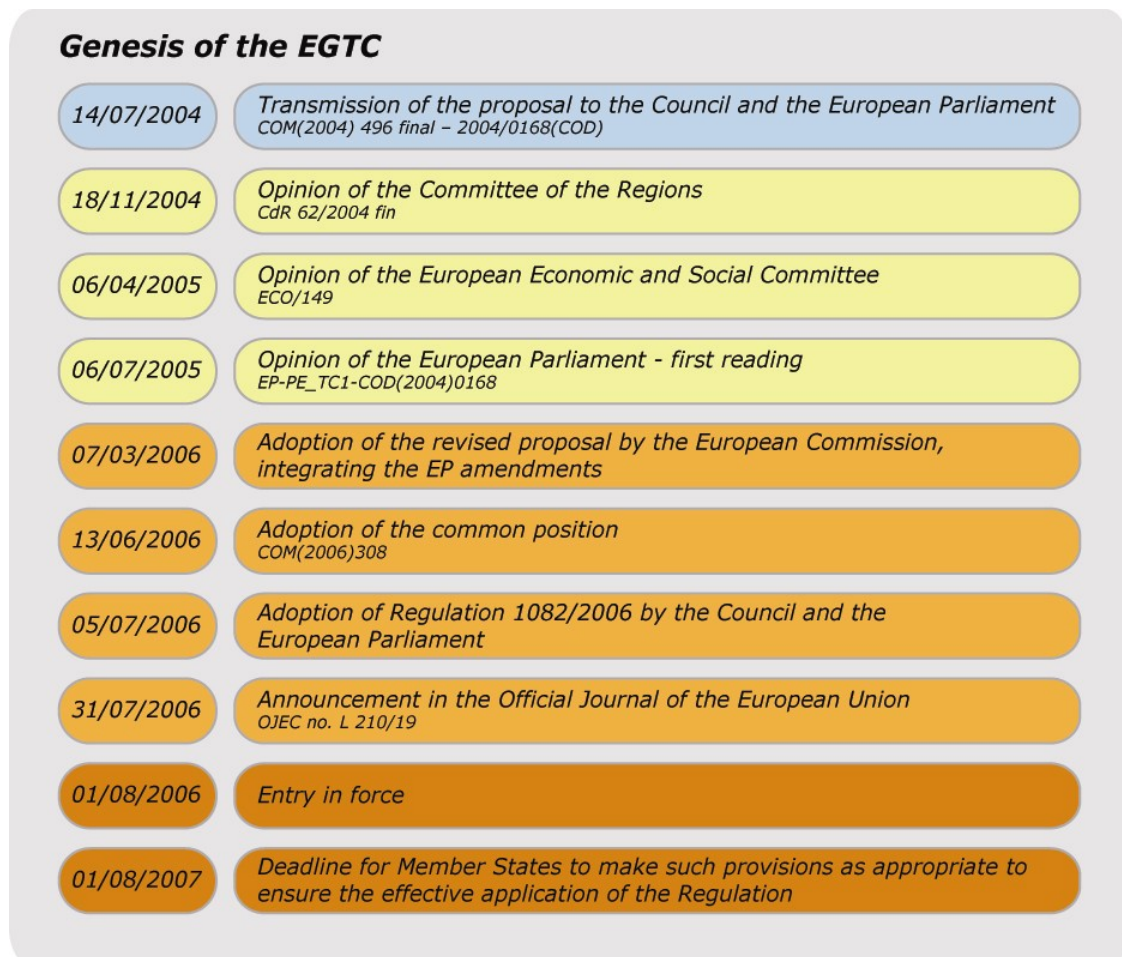 Genesis of the EGTC
14/07/2004
Transmission of the proposal to the Council and the European Parliament
COM(2004) 496 final – 2004/0168(COD)
18/11/2004
Opinion of the Committee of the Regions
CdR 62/2004 fin
06/04/2005
Opinion of the European Economic and Social Committee
ECO/149
06/07/2005
Opinion of the European Parliament - first reading
EP-PE_TC1-COD(2004)0168
07/03/2006
Adoption of the revised proposal by the European Commission,
integrating the EP amendments
13/06/2006
Adoption of the common position
COM(2006)308
05/07/2006
Adoption of Regulation 1082/2006 by the Council and the
European Parliament
31/07/2006
Announcement in the Official Journal of the European Union
OJEC no. L 210/19
01/08/2006
Entry in force
01/08/2007
Deadline for Member States to make such provisions as appropriate to
ensure the effective application of the Regulation